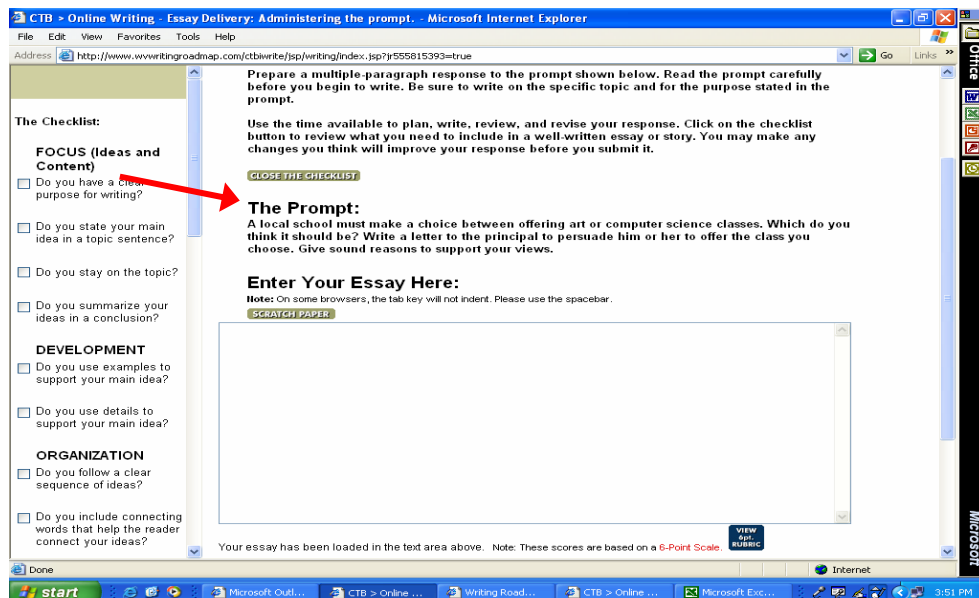 CTB > Online Writing - Essay Delivery: Administering the prompt. - Microsoft Internet Explorer
File Edit View Favorites Tools Help
Address http://www.wvwritingroadmap.com/ctbiwrite/jsp/writing/index.jsp?jr555815393=true Go Links »
The Checklist:
FOCUS (Ideas and
Content)
Do you have a clear
purpose for writing?
Do you state your main
idea in a topic sentence?
Do you stay on the topic?
Do you summarize your
ideas in a conclusion?
DEVELOPMENT
Do you use examples to
support your main idea?
Do you use details to
support your main idea?
ORGANIZATION
Do you follow a clear
sequence of ideas?
Do you include connecting
words that help the reader
connect your ideas?
Prepare a multiple-paragraph response to the prompt shown below. Read the prompt carefully
before you begin to write. Be sure to write on the specific topic and for the purpose stated in the
prompt.
Use the time available to plan, write, review, and revise your response. Click on the checklist
button to review what you need to include in a well-written essay or story. You may make any
changes you think will improve your response before you submit it.
CLOSE THE CHECKLIST
The Prompt:
A local school must make a choice between offering art or computer science classes. Which do you
think it should be? Write a letter to the principal to persuade him or her to offer the class you
choose. Give sound reasons to support your views.
Enter Your Essay Here:
Note: On some browsers, the tab key will not indent. Please use the spacebar.
SCRATCH PAPER
VIEW
6pt.
RUBRIC
Your essay has been loaded in the text area above. Note: These scores are based on a 6-Point Scale.
Done Internet
Office
Microsoft
start Microsoft Outl... CTB > Online ... Writing Road... CTB > Online ... Microsoft Exc... 3:51 PM